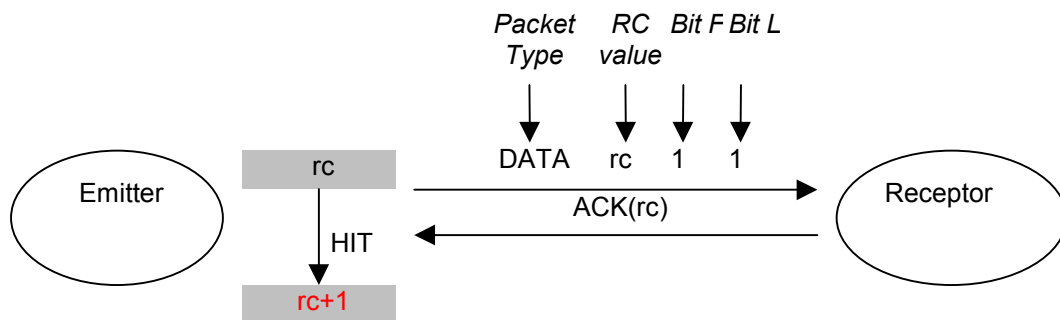 Packet Type
RC value
Bit F
Bit L
DATA rc 1 1
rc
Emitter
Receptor
ACK(rc)
HIT
rc+1